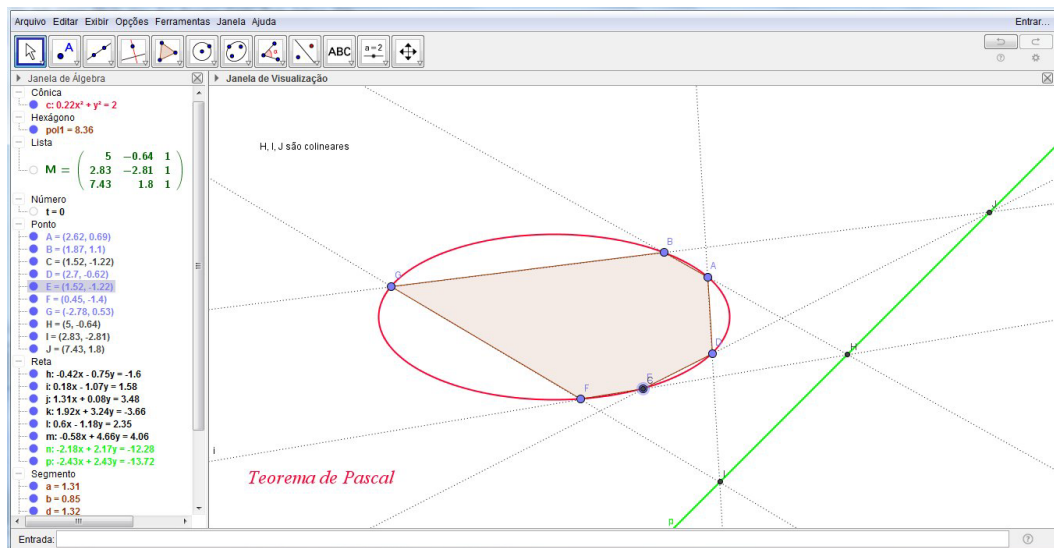 Arquivo Editar Exibir Opções Ferramentas Janela Ajuda
Entrar...
A
ABC
a=2
Janela de Álgebra
Janela de Visualização
Cônica
c: 0.22x² + y² = 2
Hexágono
pol1 = 8.36
Lista
M = ( 5 −0.64 1
2.83 −2.81 1
7.43 1.8 1 )
Número
t = 0
Ponto
A = (2.62, 0.69)
B = (1.87, 1.1)
C = (1.52, -1.22)
D = (2.7, -0.62)
E = (1.52, -1.22)
F = (0.45, -1.4)
G = (-2.78, 0.53)
H = (5, -0.64)
I = (2.83, -2.81)
J = (7.43, 1.8)
Reta
h: -0.42x - 0.75y = -1.6
i: 0.18x - 1.07y = 1.58
j: 1.31x + 0.08y = 3.48
k: 1.92x + 3.24y = -3.66
l: 0.6x - 1.18y = 2.35
m: -0.58x + 4.66y = 4.06
n: -2.18x + 2.17y = -12.28
p: -2.43x + 2.43y = -13.72
Segmento
a = 1.31
b = 0.85
d = 1.32
H, I, J são colineares
J
B
A
G
D
H
E
F
i
I
Teorema de Pascal
p
Entrada: